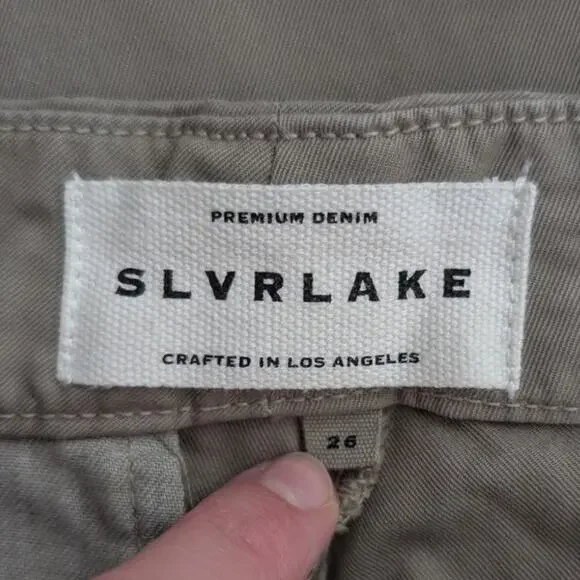 PREMIUM DENIM
SLVRLAKE
CRAFTED IN LOS ANGELES
26